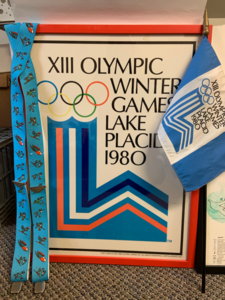 XIII OLYMPIC
WINTER
GAMES
LAKE
PLACID
1980